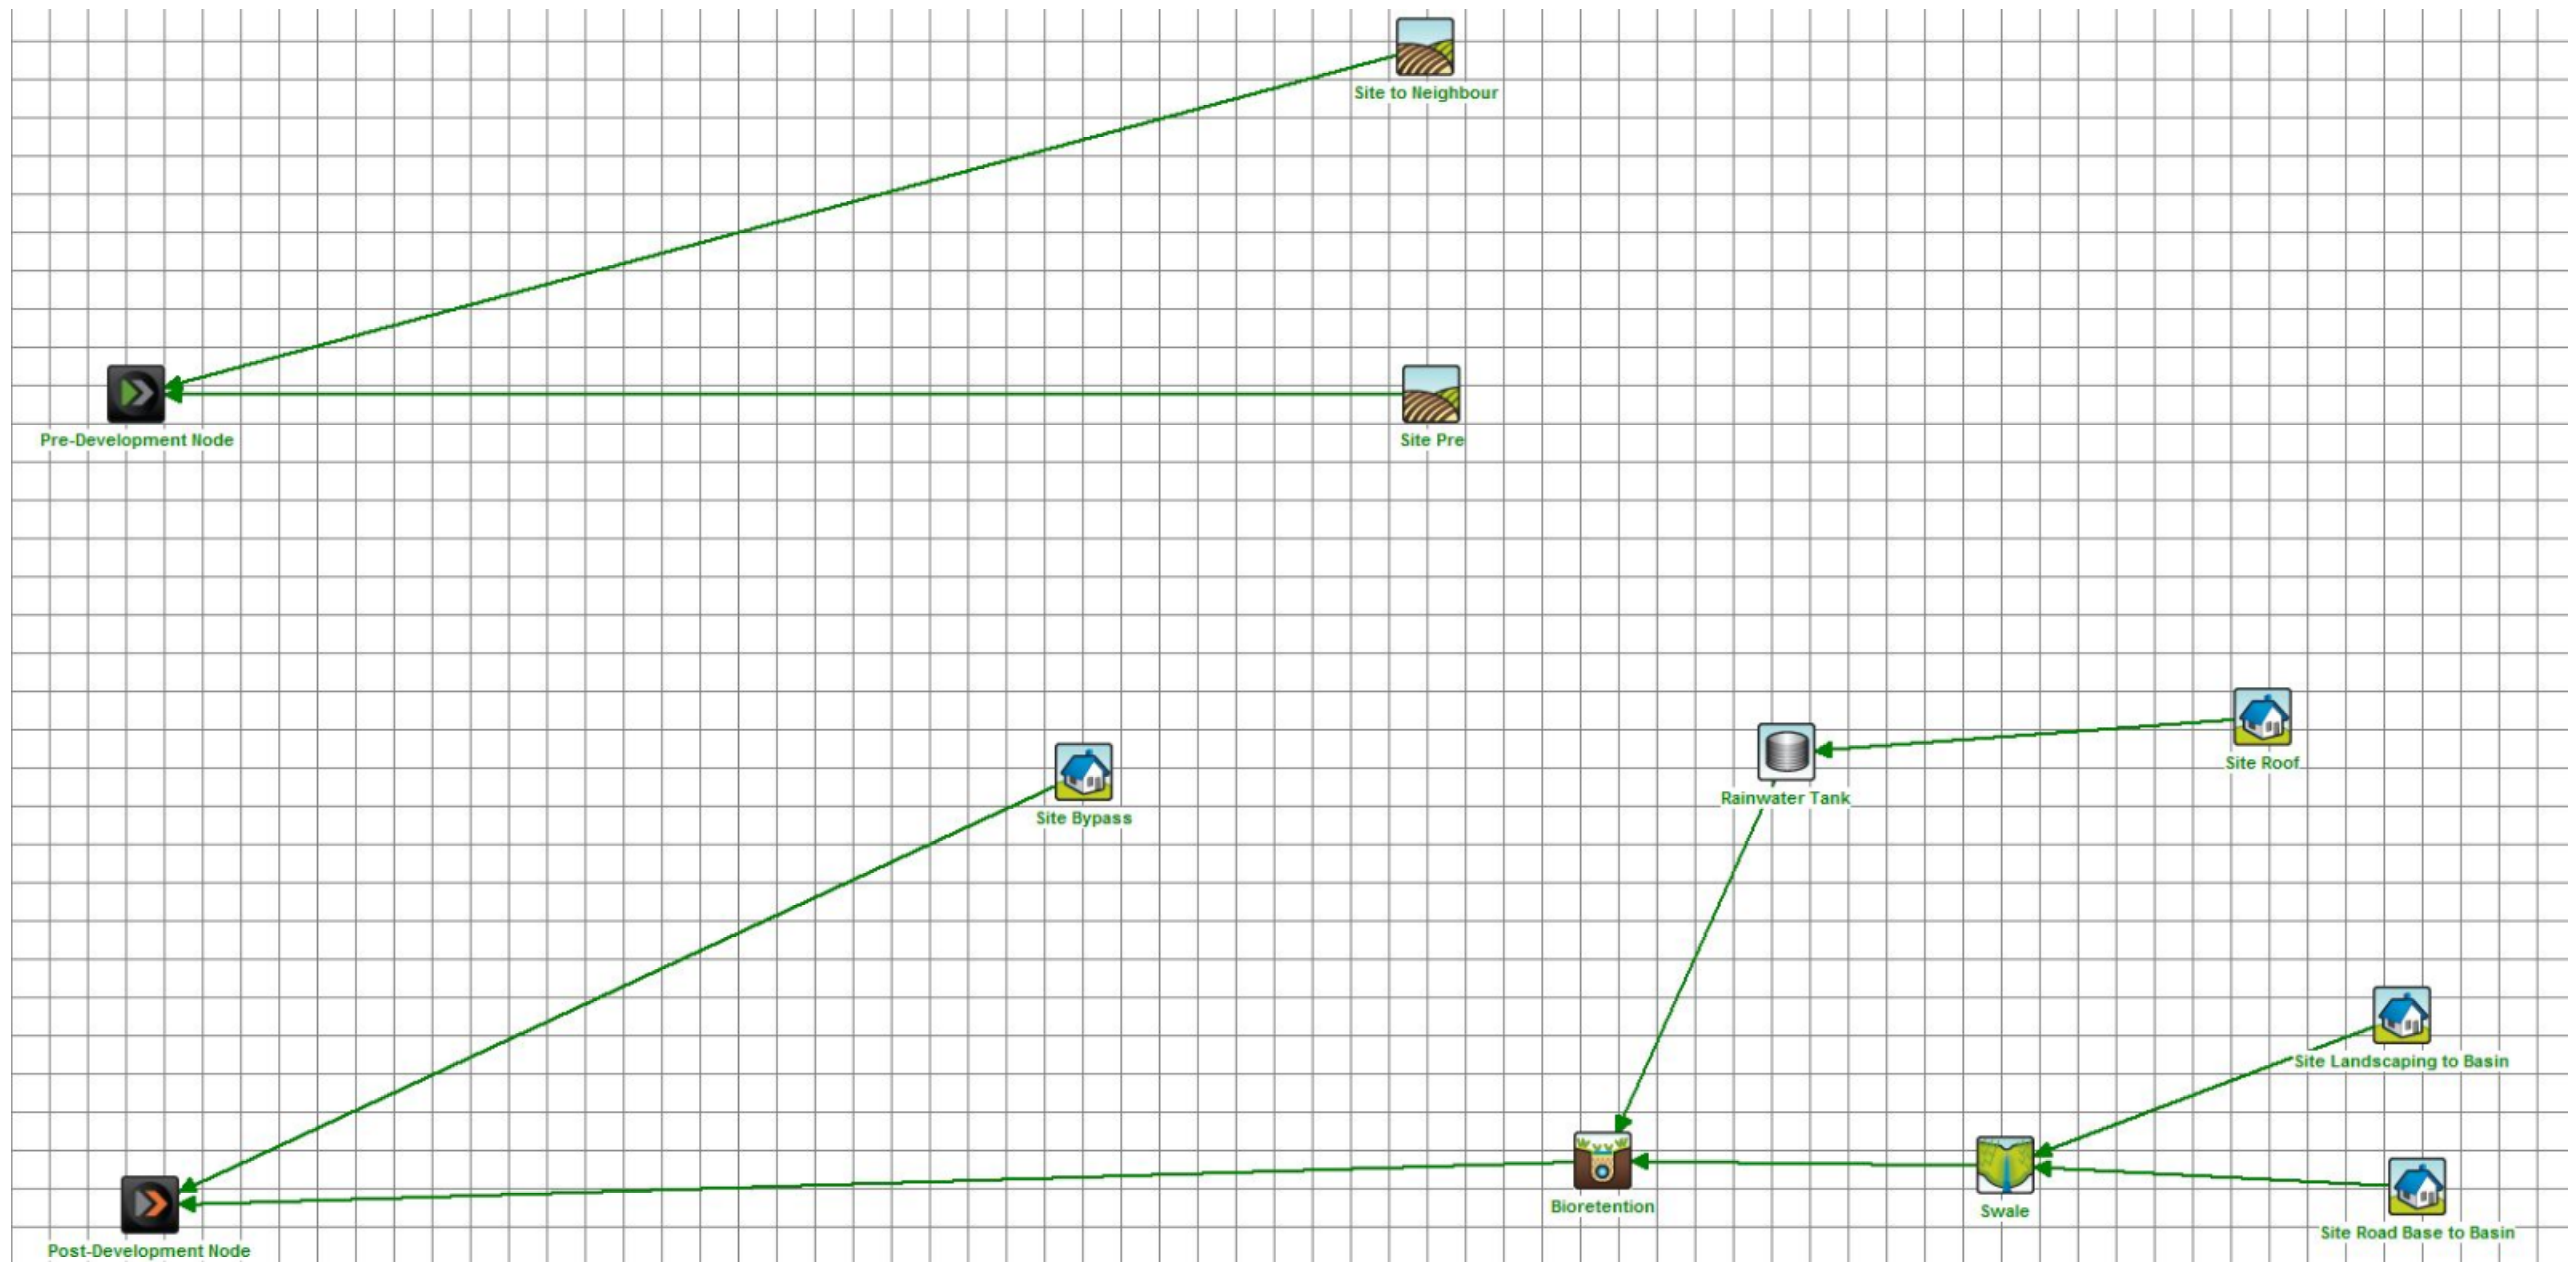 Site to Neighbour
Pre-Development Node
Site Pre
Site Roof
Rainwater Tank
Site Bypass
Site Landscaping to Basin
Bioretention
Swale
Site Road Base to Basin
Post-Development Node